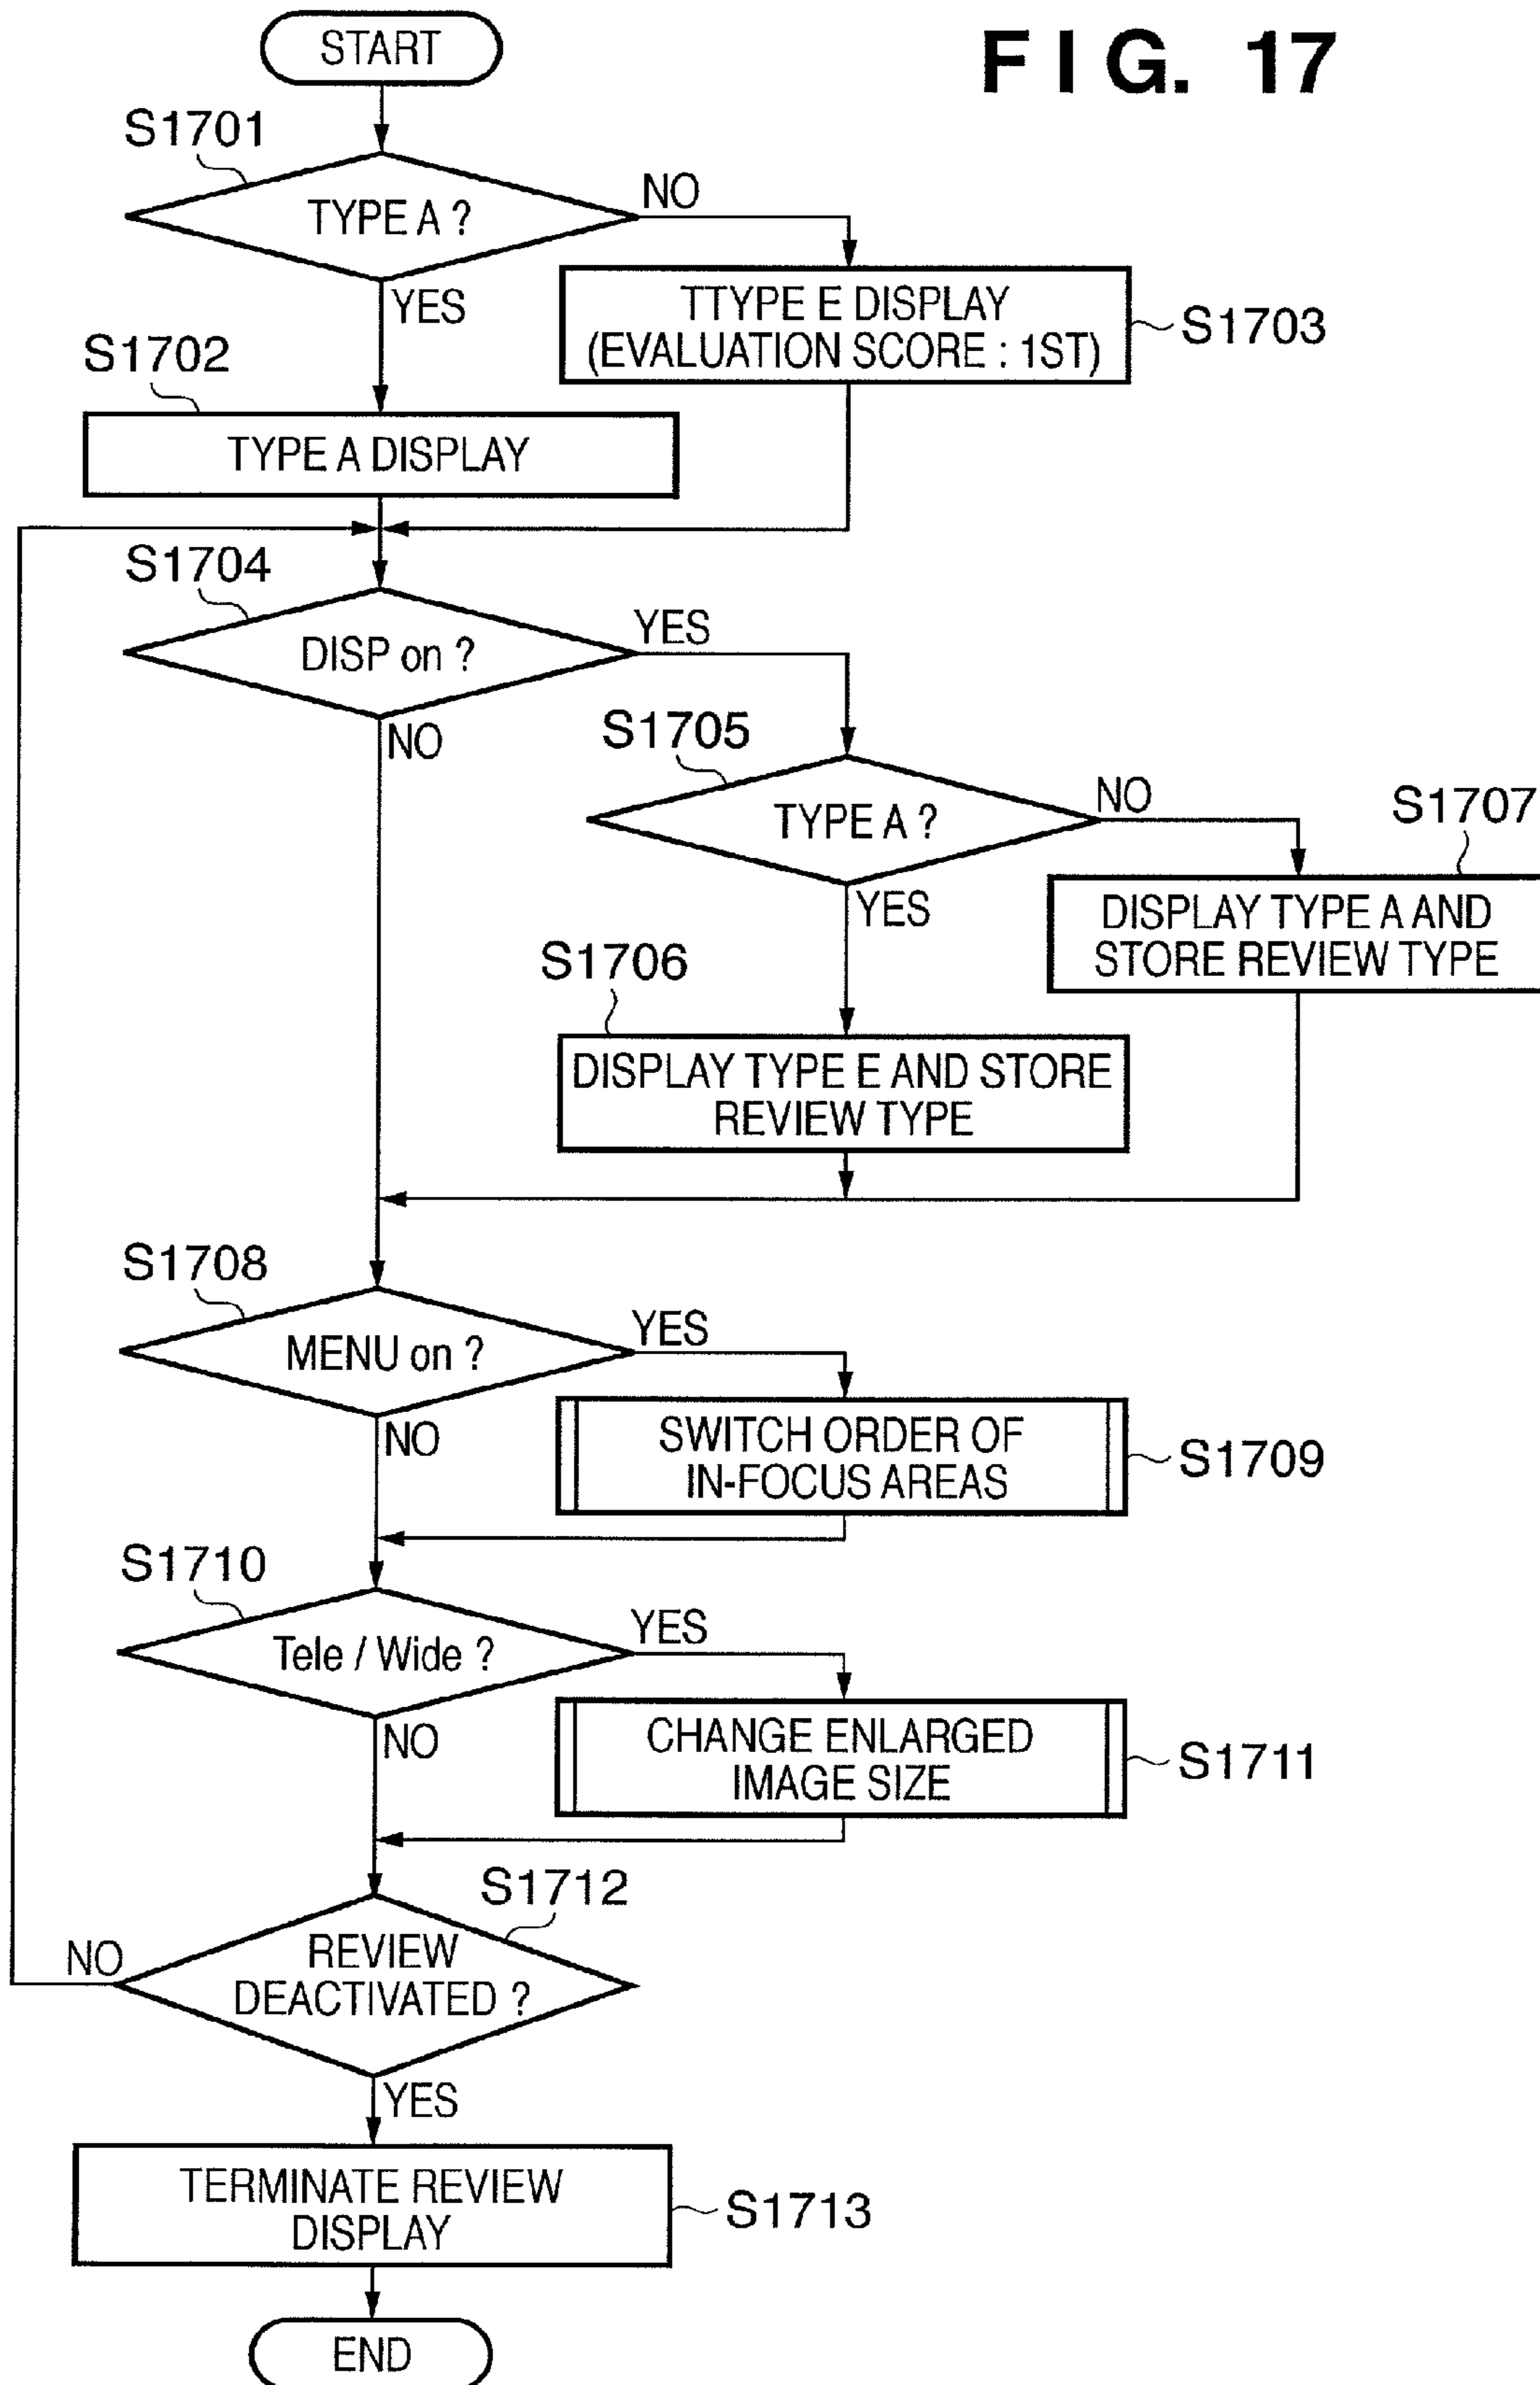 START
F I G. 17
S1701
TYPE A ?
NO
YES
TTYPE E DISPLAY
(EVALUATION SCORE : 1ST)
S1703
S1702
TYPE A DISPLAY
S1704
DISP on ?
YES
NO
S1705
TYPE A ?
NO
S1707
YES
DISPLAY TYPE A AND
STORE REVIEW TYPE
S1706
DISPLAY TYPE E AND STORE
REVIEW TYPE
S1708
MENU on ?
YES
NO
SWITCH ORDER OF
IN-FOCUS AREAS
S1709
S1710
Tele / Wide ?
YES
NO
CHANGE ENLARGED
IMAGE SIZE
S1711
S1712
REVIEW
DEACTIVATED ?
NO
YES
TERMINATE REVIEW
DISPLAY
S1713
END